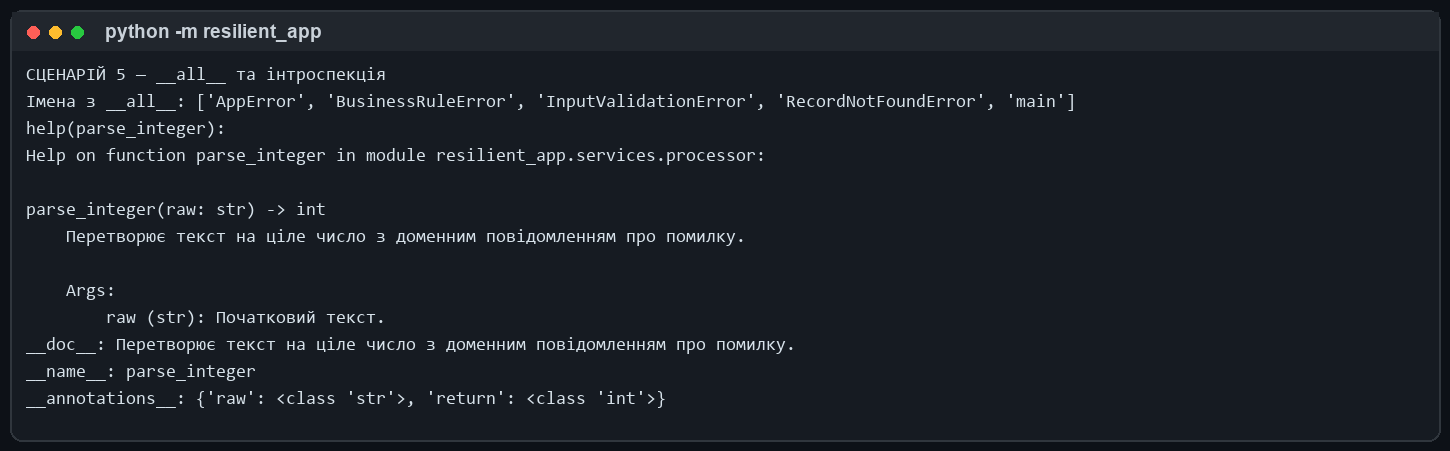 python -m resilient_app
СЦЕНАРІЙ 5 — __all__ та інтроспекція
Імена з __all__: ['AppError', 'BusinessRuleError', 'InputValidationError', 'RecordNotFoundError', 'main']
help(parse_integer):
Help on function parse_integer in module resilient_app.services.processor:

parse_integer(raw: str) -> int
    Перетворює текст на ціле число з доменним повідомленням про помилку.

    Args:
        raw (str): Початковий текст.
__doc__: Перетворює текст на ціле число з доменним повідомленням про помилку.
__name__: parse_integer
__annotations__: {'raw': <class 'str'>, 'return': <class 'int'>}